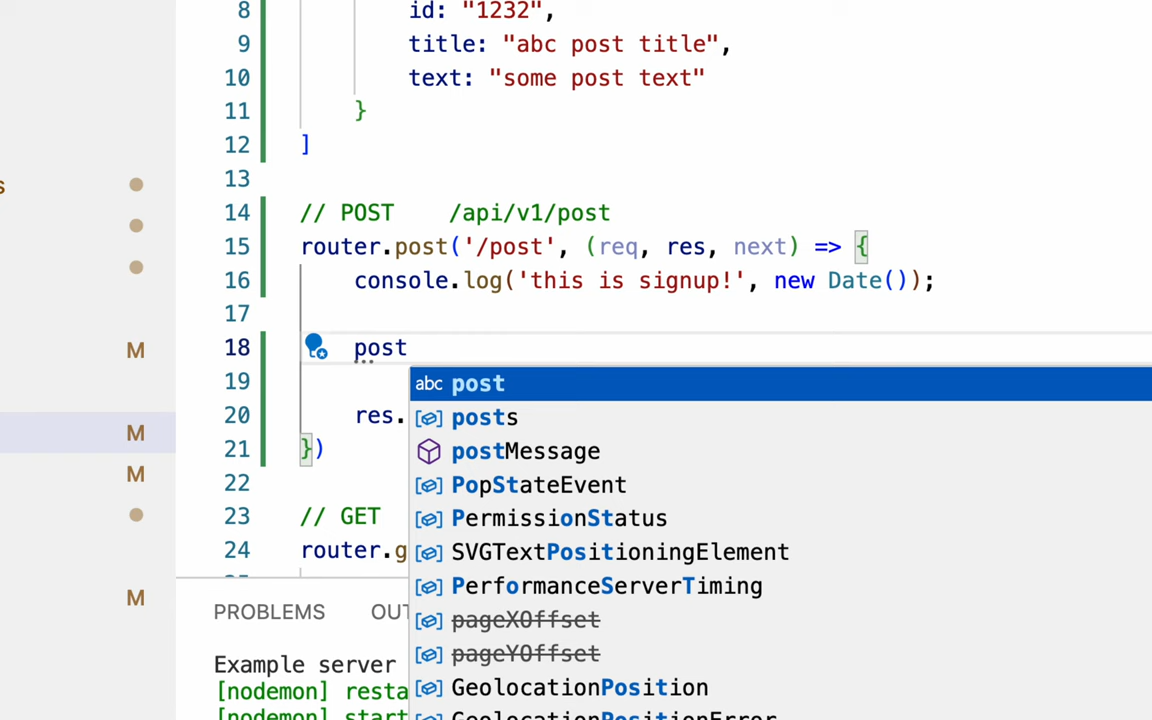 8 id: "1232",
9 title: "abc post title",
10 text: "some post text"
11 }
12 ]
13
14 // POST /api/v1/post
15 router.post('/post', (req, res, next) => {
16 console.log('this is signup!', new Date());
17
18 post
abc post
19
posts
20 res.
postMessage
21 })
22
PopStateEvent
23 // GET
PermissionStatus
24 router.g
SVGTextPositioningElement
PerformanceServerTiming
PROBLEMS OUT
pageXOffset
pageYOffset
Example server
[nodemon] resta
GeolocationPosition
[nodemon] start
GeolocationPositionError
s
M
M
M
M